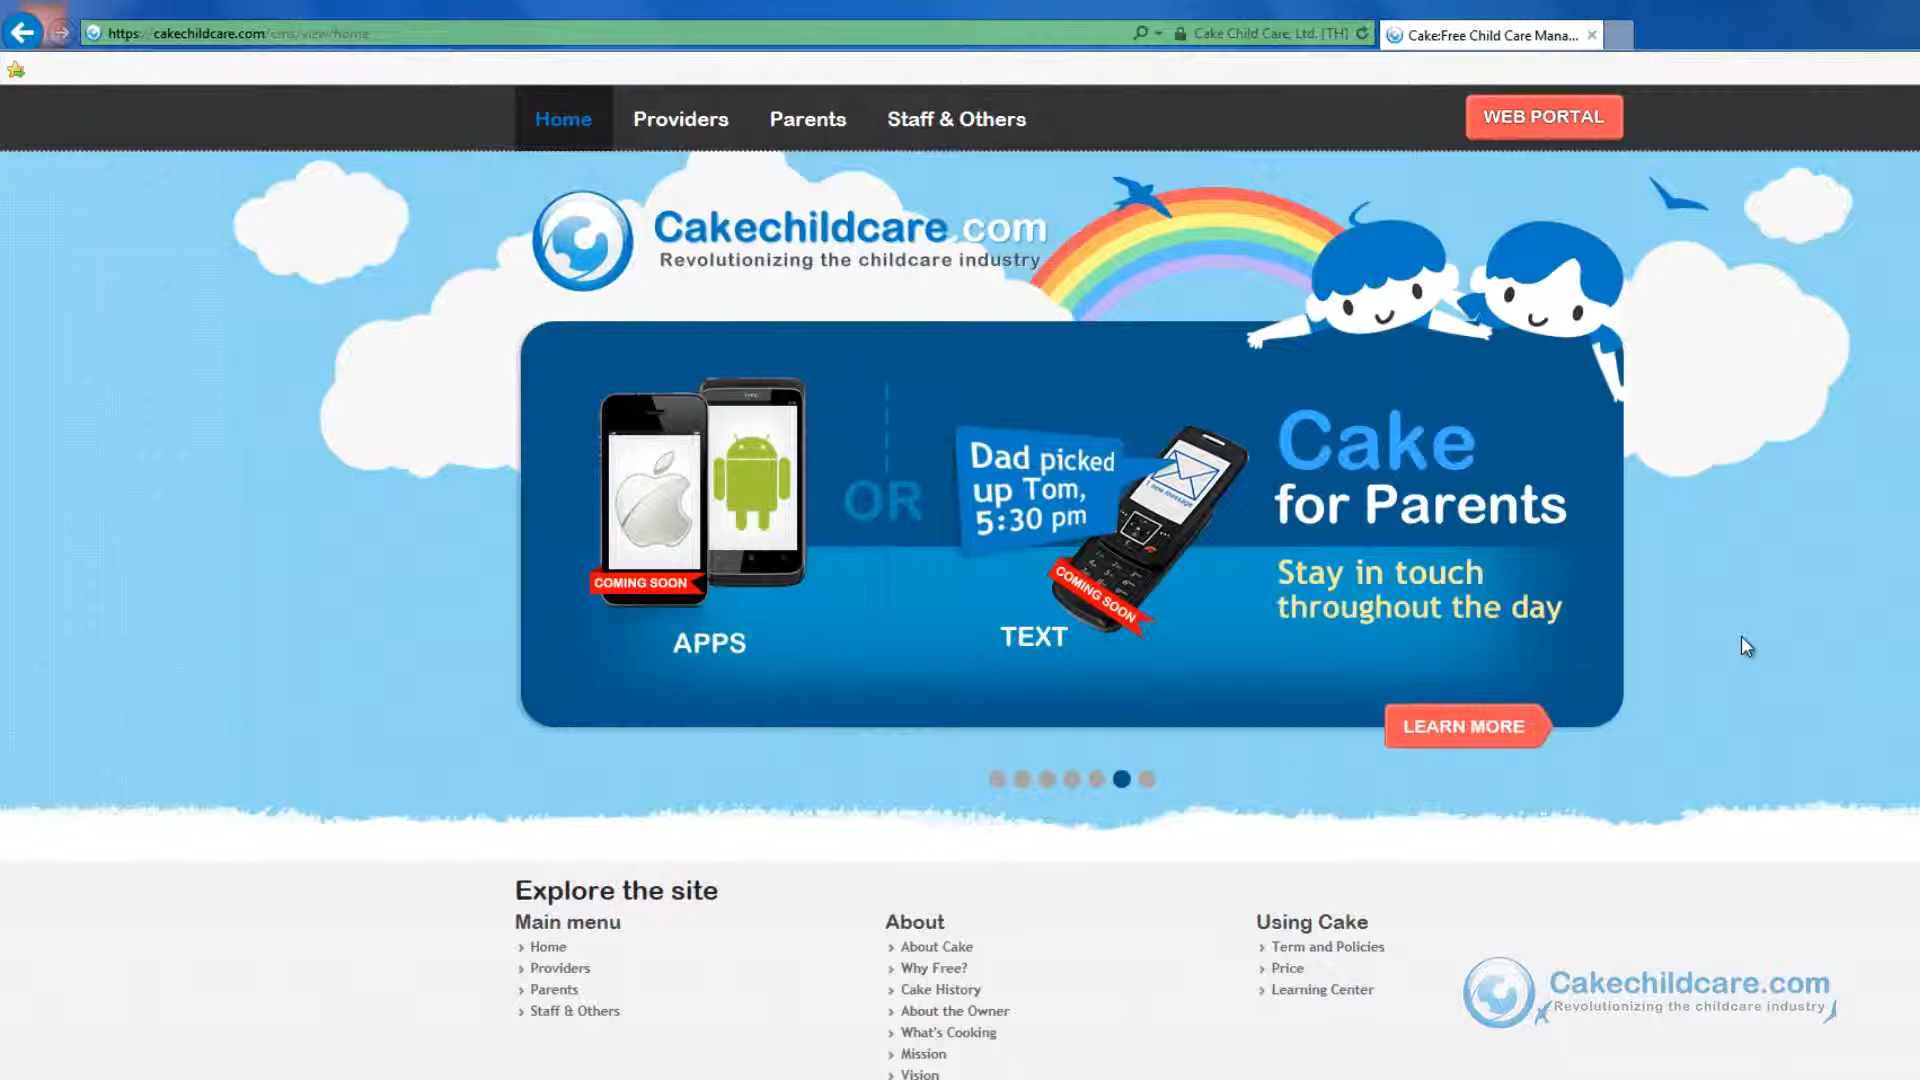 https://cakechildcare.com/cms/view/home
Cake Child Care, Ltd. [TH]
Cake:Free Child Care Mana...
Home
Providers
Parents
Staff & Others
WEB PORTAL
Cakechildcare.com
Revolutionizing the childcare industry
Dad picked
up Tom,
5:30 pm
1 new message
OR
COMING SOON
COMING SOON
APPS
TEXT
Cake
for Parents
Stay in touch
throughout the day
LEARN MORE
Explore the site
Main menu
Home
Providers
Parents
Staff & Others
About
About Cake
Why Free?
Cake History
About the Owner
What's Cooking
Mission
Vision
Using Cake
Term and Policies
Price
Learning Center
Cakechildcare.com
Revolutionizing the childcare industry